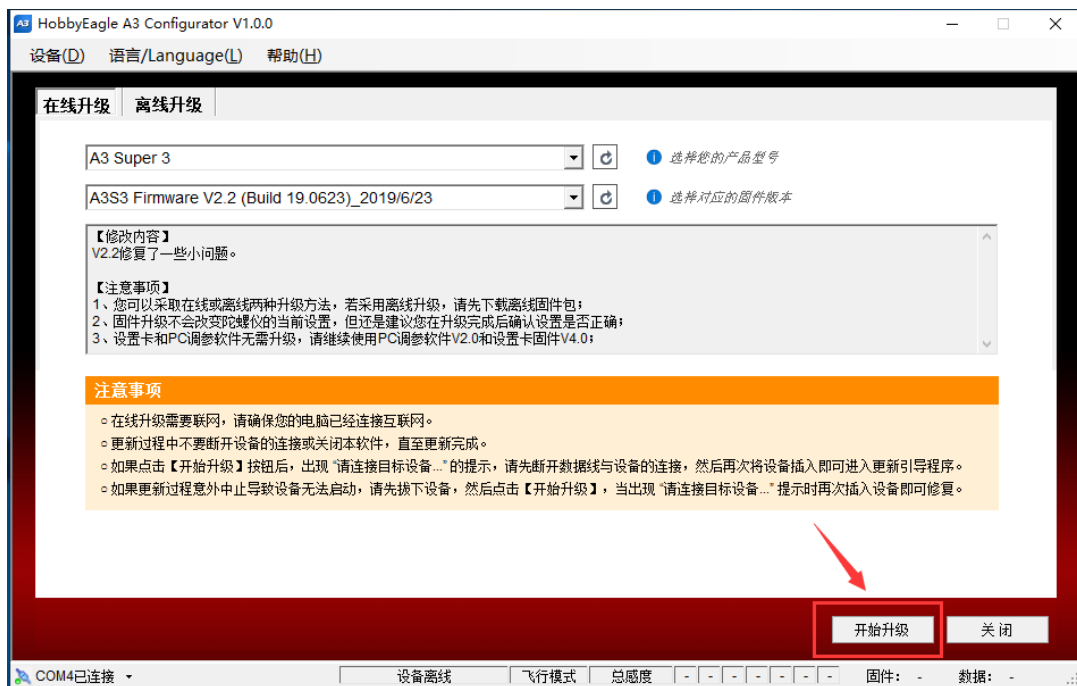 A3 HobbyEagle A3 Configurator V1.0.0
设备(D) 语言/Language(L) 帮助(H)
在线升级 离线升级
A3 Super 3
选择您的产品型号
A3S3 Firmware V2.2 (Build 19.0623)_2019/6/23
选择对应的固件版本
【修改内容】
V2.2修复了一些小问题。
【注意事项】
1、您可以采取在线或离线两种升级方法，若采用离线升级，请先下载离线固件包；
2、固件升级不会改变陀螺仪的当前设置，但还是建议您在升级完成后确认设置是否正确；
3、设置卡和PC调参软件无需升级，请继续使用PC调参软件V2.0和设置卡固件V4.0；
注意事项
○在线升级需要联网，请确保您的电脑已经连接互联网。
○更新过程中不要断开设备的连接或关闭本软件，直至更新完成。
○如果点击【开始升级】按钮后，出现 "请连接目标设备..." 的提示，请先断开数据线与设备的连接，然后再次将设备插入即可进入更新引导程序。
○如果更新过程意外中止导致设备无法启动，请先拔下设备，然后点击【开始升级】，当出现 "请连接目标设备..." 提示时再次插入设备即可修复。
开始升级 关闭
COM4已连接 设备离线 飞行模式 总感度 - - - - - - - 固件： - 数据： -